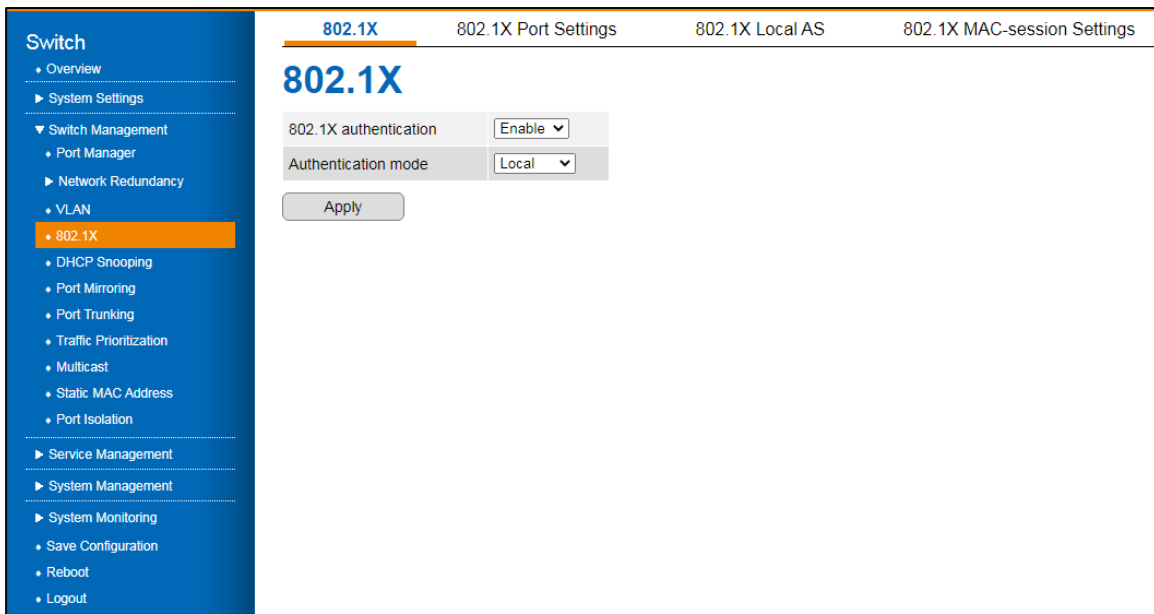 Switch
Overview
System Settings
Switch Management
Port Manager
Network Redundancy
VLAN
802.1X
DHCP Snooping
Port Mirroring
Port Trunking
Traffic Prioritization
Multicast
Static MAC Address
Port Isolation
Service Management
System Management
System Monitoring
Save Configuration
Reboot
Logout
802.1X 802.1X Port Settings 802.1X Local AS 802.1X MAC-session Settings
802.1X
802.1X authentication Enable
Authentication mode Local
Apply